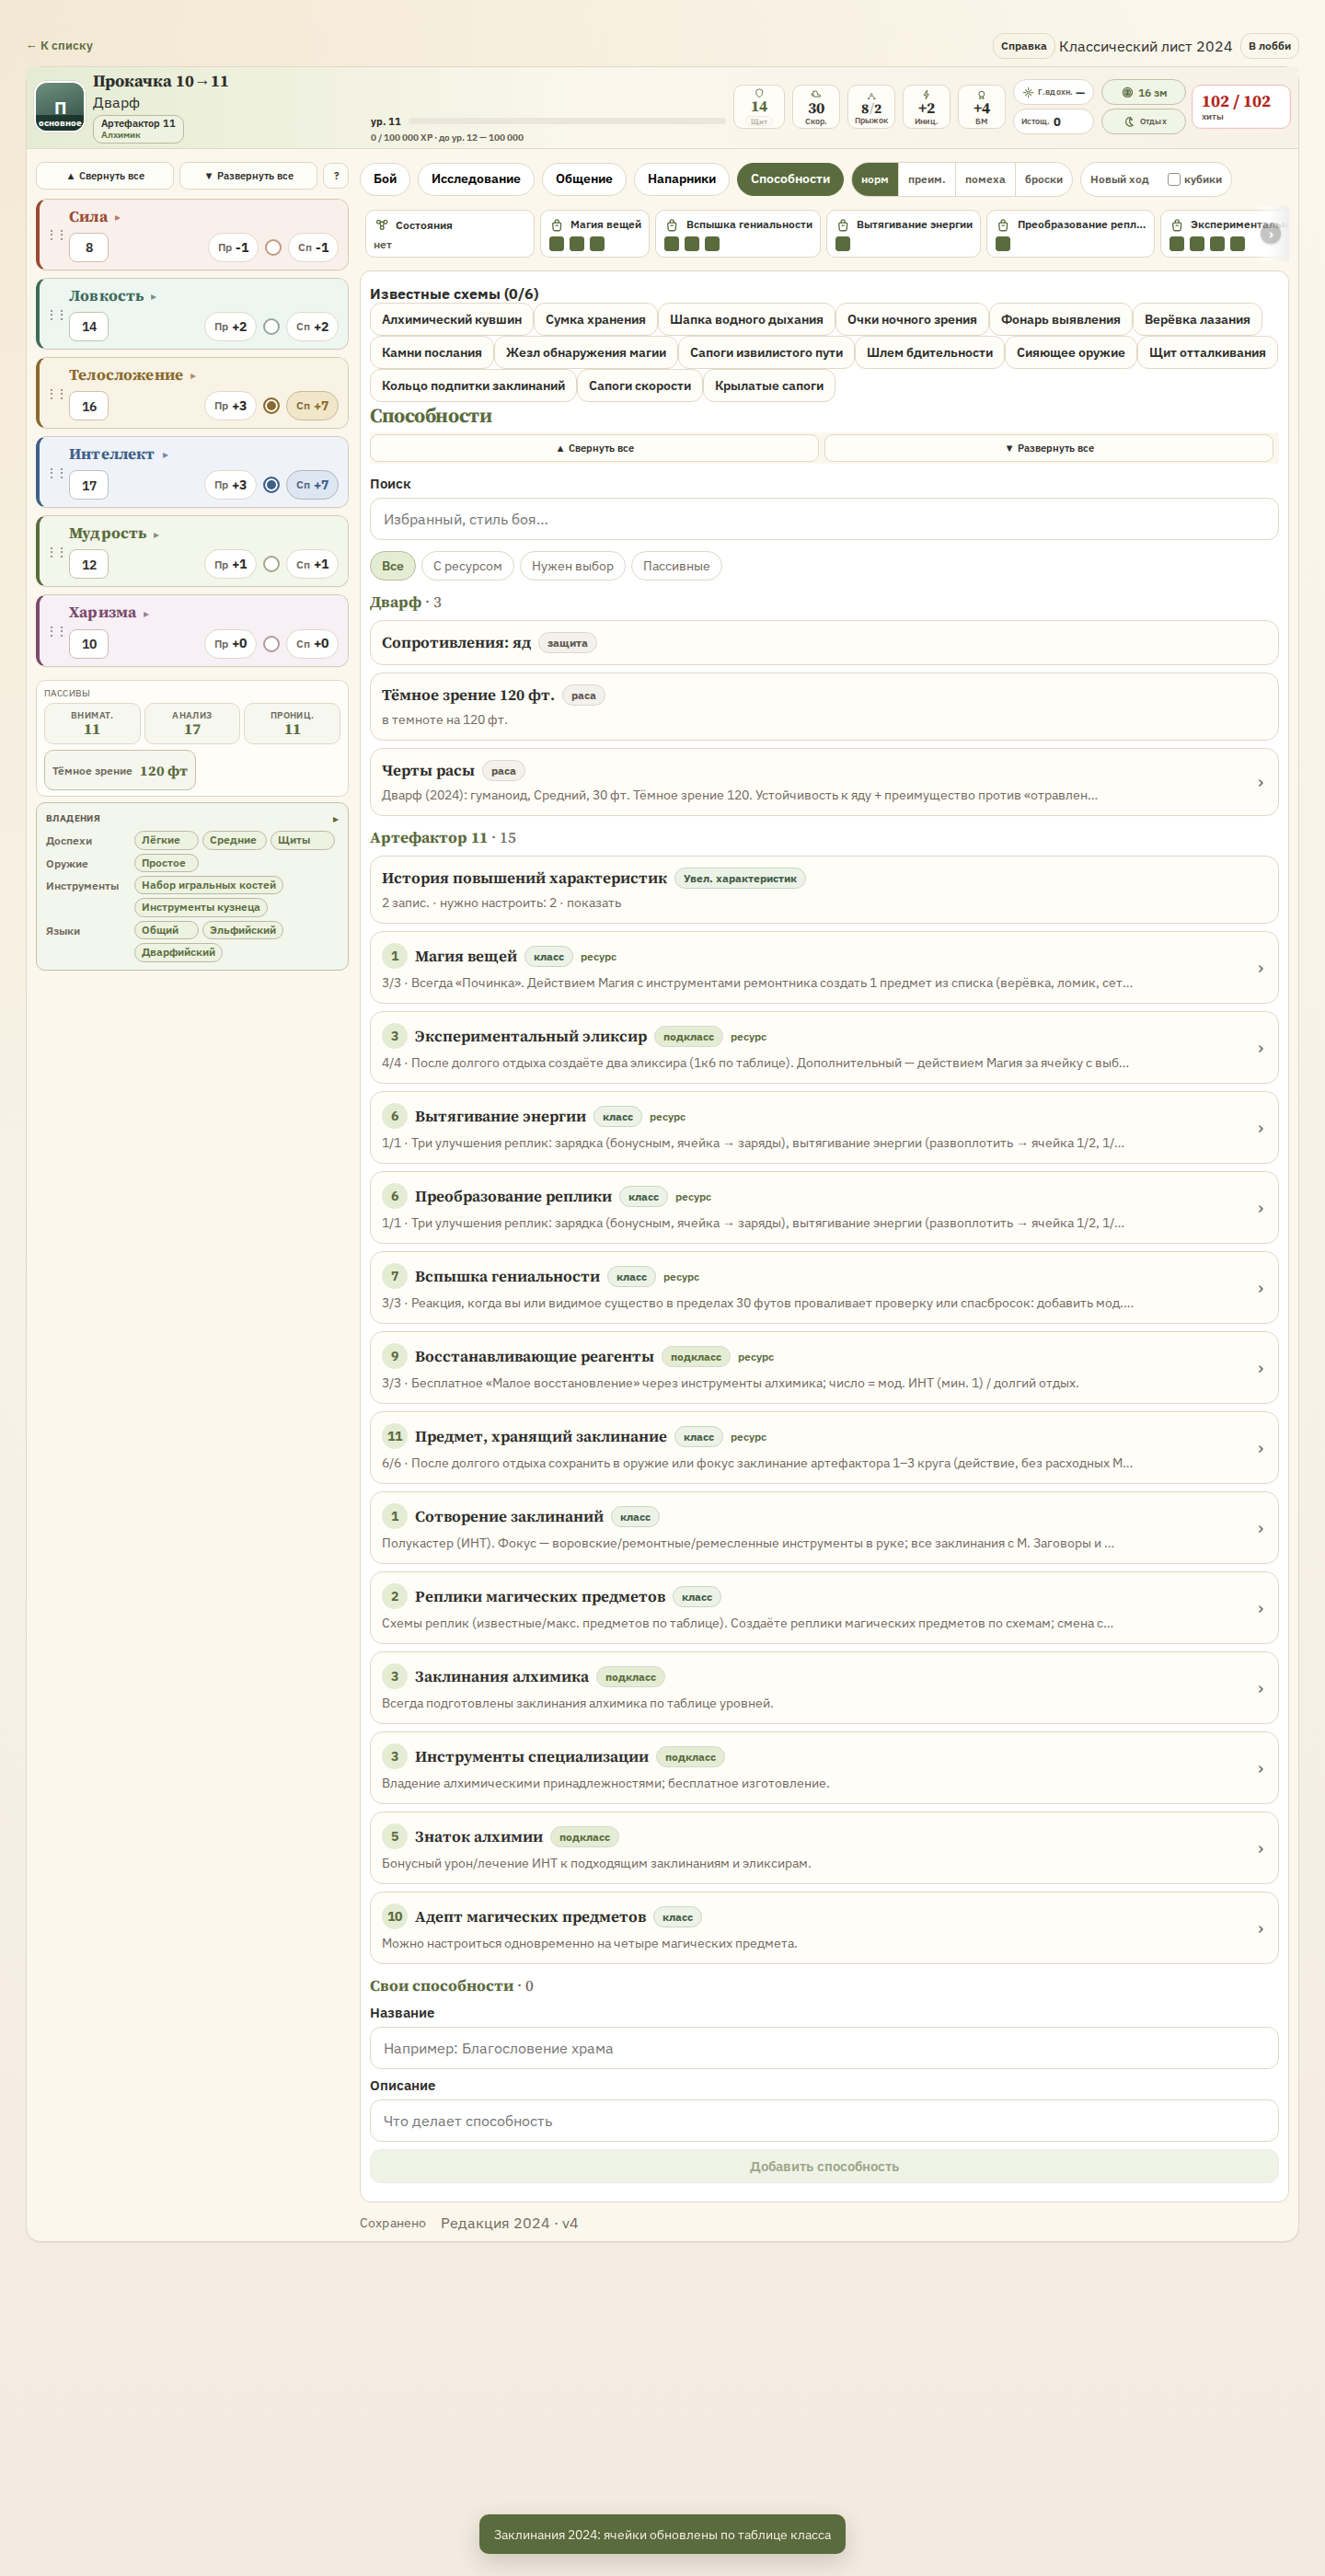 ← К списку
Справка Классический лист 2024 В лобби
П
основное
Прокачка 10→11
Дварф
Артефактор 11
Алхимик
ур. 11
0 / 100 000 XP · до ур. 12 — 100 000
14
Щит
30
Скор.
8/2
Прыжок
+2
Иниц.
+4
БМ
Г.вдохн. —
Истощ. 0
16 зм
Отдых
102 / 102
хиты
▲ Свернуть все ▼ Развернуть все ?
Сила ▸
8 Пр -1 Сп -1
Ловкость ▸
14 Пр +2 Сп +2
Телосложение ▸
16 Пр +3 Сп +7
Интеллект ▸
17 Пр +3 Сп +7
Мудрость ▸
12 Пр +1 Сп +1
Харизма ▸
10 Пр +0 Сп +0
ПАССИВЫ
ВНИМАТ. АНАЛИЗ ПРОНИЦ.
11 17 11
Тёмное зрение 120 фт
ВЛАДЕНИЯ ▸
Доспехи Лёгкие Средние Щиты
Оружие Простое
Инструменты Набор игральных костей
Инструменты кузнеца
Языки Общий Эльфийский
Дварфийский
Бой Исследование Общение Напарники Способности норм преим. помеха броски Новый ход кубики
Состояния
нет
Магия вещей
Вспышка гениальности
Вытягивание энергии
Преобразование репл...
Эксперименталь
›
Известные схемы (0/6)
Алхимический кувшин Сумка хранения Шапка водного дыхания Очки ночного зрения Фонарь выявления Верёвка лазания
Камни послания Жезл обнаружения магии Сапоги извилистого пути Шлем бдительности Сияющее оружие Щит отталкивания
Кольцо подпитки заклинаний Сапоги скорости Крылатые сапоги
Способности
▲ Свернуть все ▼ Развернуть все
Поиск
Избранный, стиль боя…
Все С ресурсом Нужен выбор Пассивные
Дварф · 3
Сопротивления: яд защита
Тёмное зрение 120 фт. раса
в темноте на 120 фт.
Черты расы раса
Дварф (2024): гуманоид, Средний, 30 фт. Тёмное зрение 120. Устойчивость к яду + преимущество против «отравлен… ›
Артефактор 11 · 15
История повышений характеристик Увел. характеристик
2 запис. · нужно настроить: 2 · показать
1 Магия вещей класс ресурс
3/3 · Всегда «Починка». Действием Магия с инструментами ремонтника создать 1 предмет из списка (верёвка, ломик, сет… ›
3 Экспериментальный эликсир подкласс ресурс
4/4 · После долгого отдыха создаёте два эликсира (1к6 по таблице). Дополнительный — действием Магия за ячейку с выб… ›
6 Вытягивание энергии класс ресурс
1/1 · Три улучшения реплик: зарядка (бонусным, ячейка → заряды), вытягивание энергии (развоплотить → ячейка 1/2, 1/… ›
6 Преобразование реплики класс ресурс
1/1 · Три улучшения реплик: зарядка (бонусным, ячейка → заряды), вытягивание энергии (развоплотить → ячейка 1/2, 1/… ›
7 Вспышка гениальности класс ресурс
3/3 · Реакция, когда вы или видимое существо в пределах 30 футов проваливает проверку или спасбросок: добавить мод.… ›
9 Восстанавливающие реагенты подкласс ресурс
3/3 · Бесплатное «Малое восстановление» через инструменты алхимика; число = мод. ИНТ (мин. 1) / долгий отдых. ›
11 Предмет, хранящий заклинание класс ресурс
6/6 · После долгого отдыха сохранить в оружие или фокус заклинание артефактора 1–3 круга (действие, без расходных М… ›
1 Сотворение заклинаний класс
Полукастер (ИНТ). Фокус — воровские/ремонтные/ремесленные инструменты в руке; все заклинания с М. Заговоры и … ›
2 Реплики магических предметов класс
Схемы реплик (известные/макс. предметов по таблице). Создаёте реплики магических предметов по схемам; смена с… ›
3 Заклинания алхимика подкласс
Всегда подготовлены заклинания алхимика по таблице уровней. ›
3 Инструменты специализации подкласс
Владение алхимическими принадлежностями; бесплатное изготовление. ›
5 Знаток алхимии подкласс
Бонусный урон/лечение ИНТ к подходящим заклинаниям и эликсирам. ›
10 Адепт магических предметов класс
Можно настроиться одновременно на четыре магических предмета. ›
Свои способности · 0
Название
Например: Благословение храма
Описание
Что делает способность
Добавить способность
Сохранено Редакция 2024 · v4
Заклинания 2024: ячейки обновлены по таблице класса